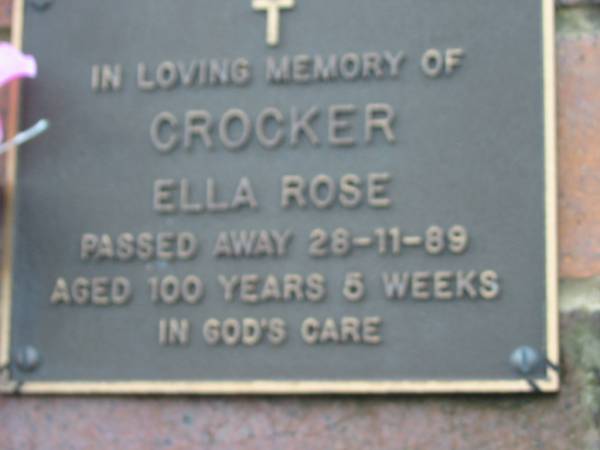 IN LOVING MEMORY OF
CROCKER
ELLA ROSE
PASSED AWAY 28-11-89
AGED 100 YEARS 5 WEEKS
IN GOD'S CARE